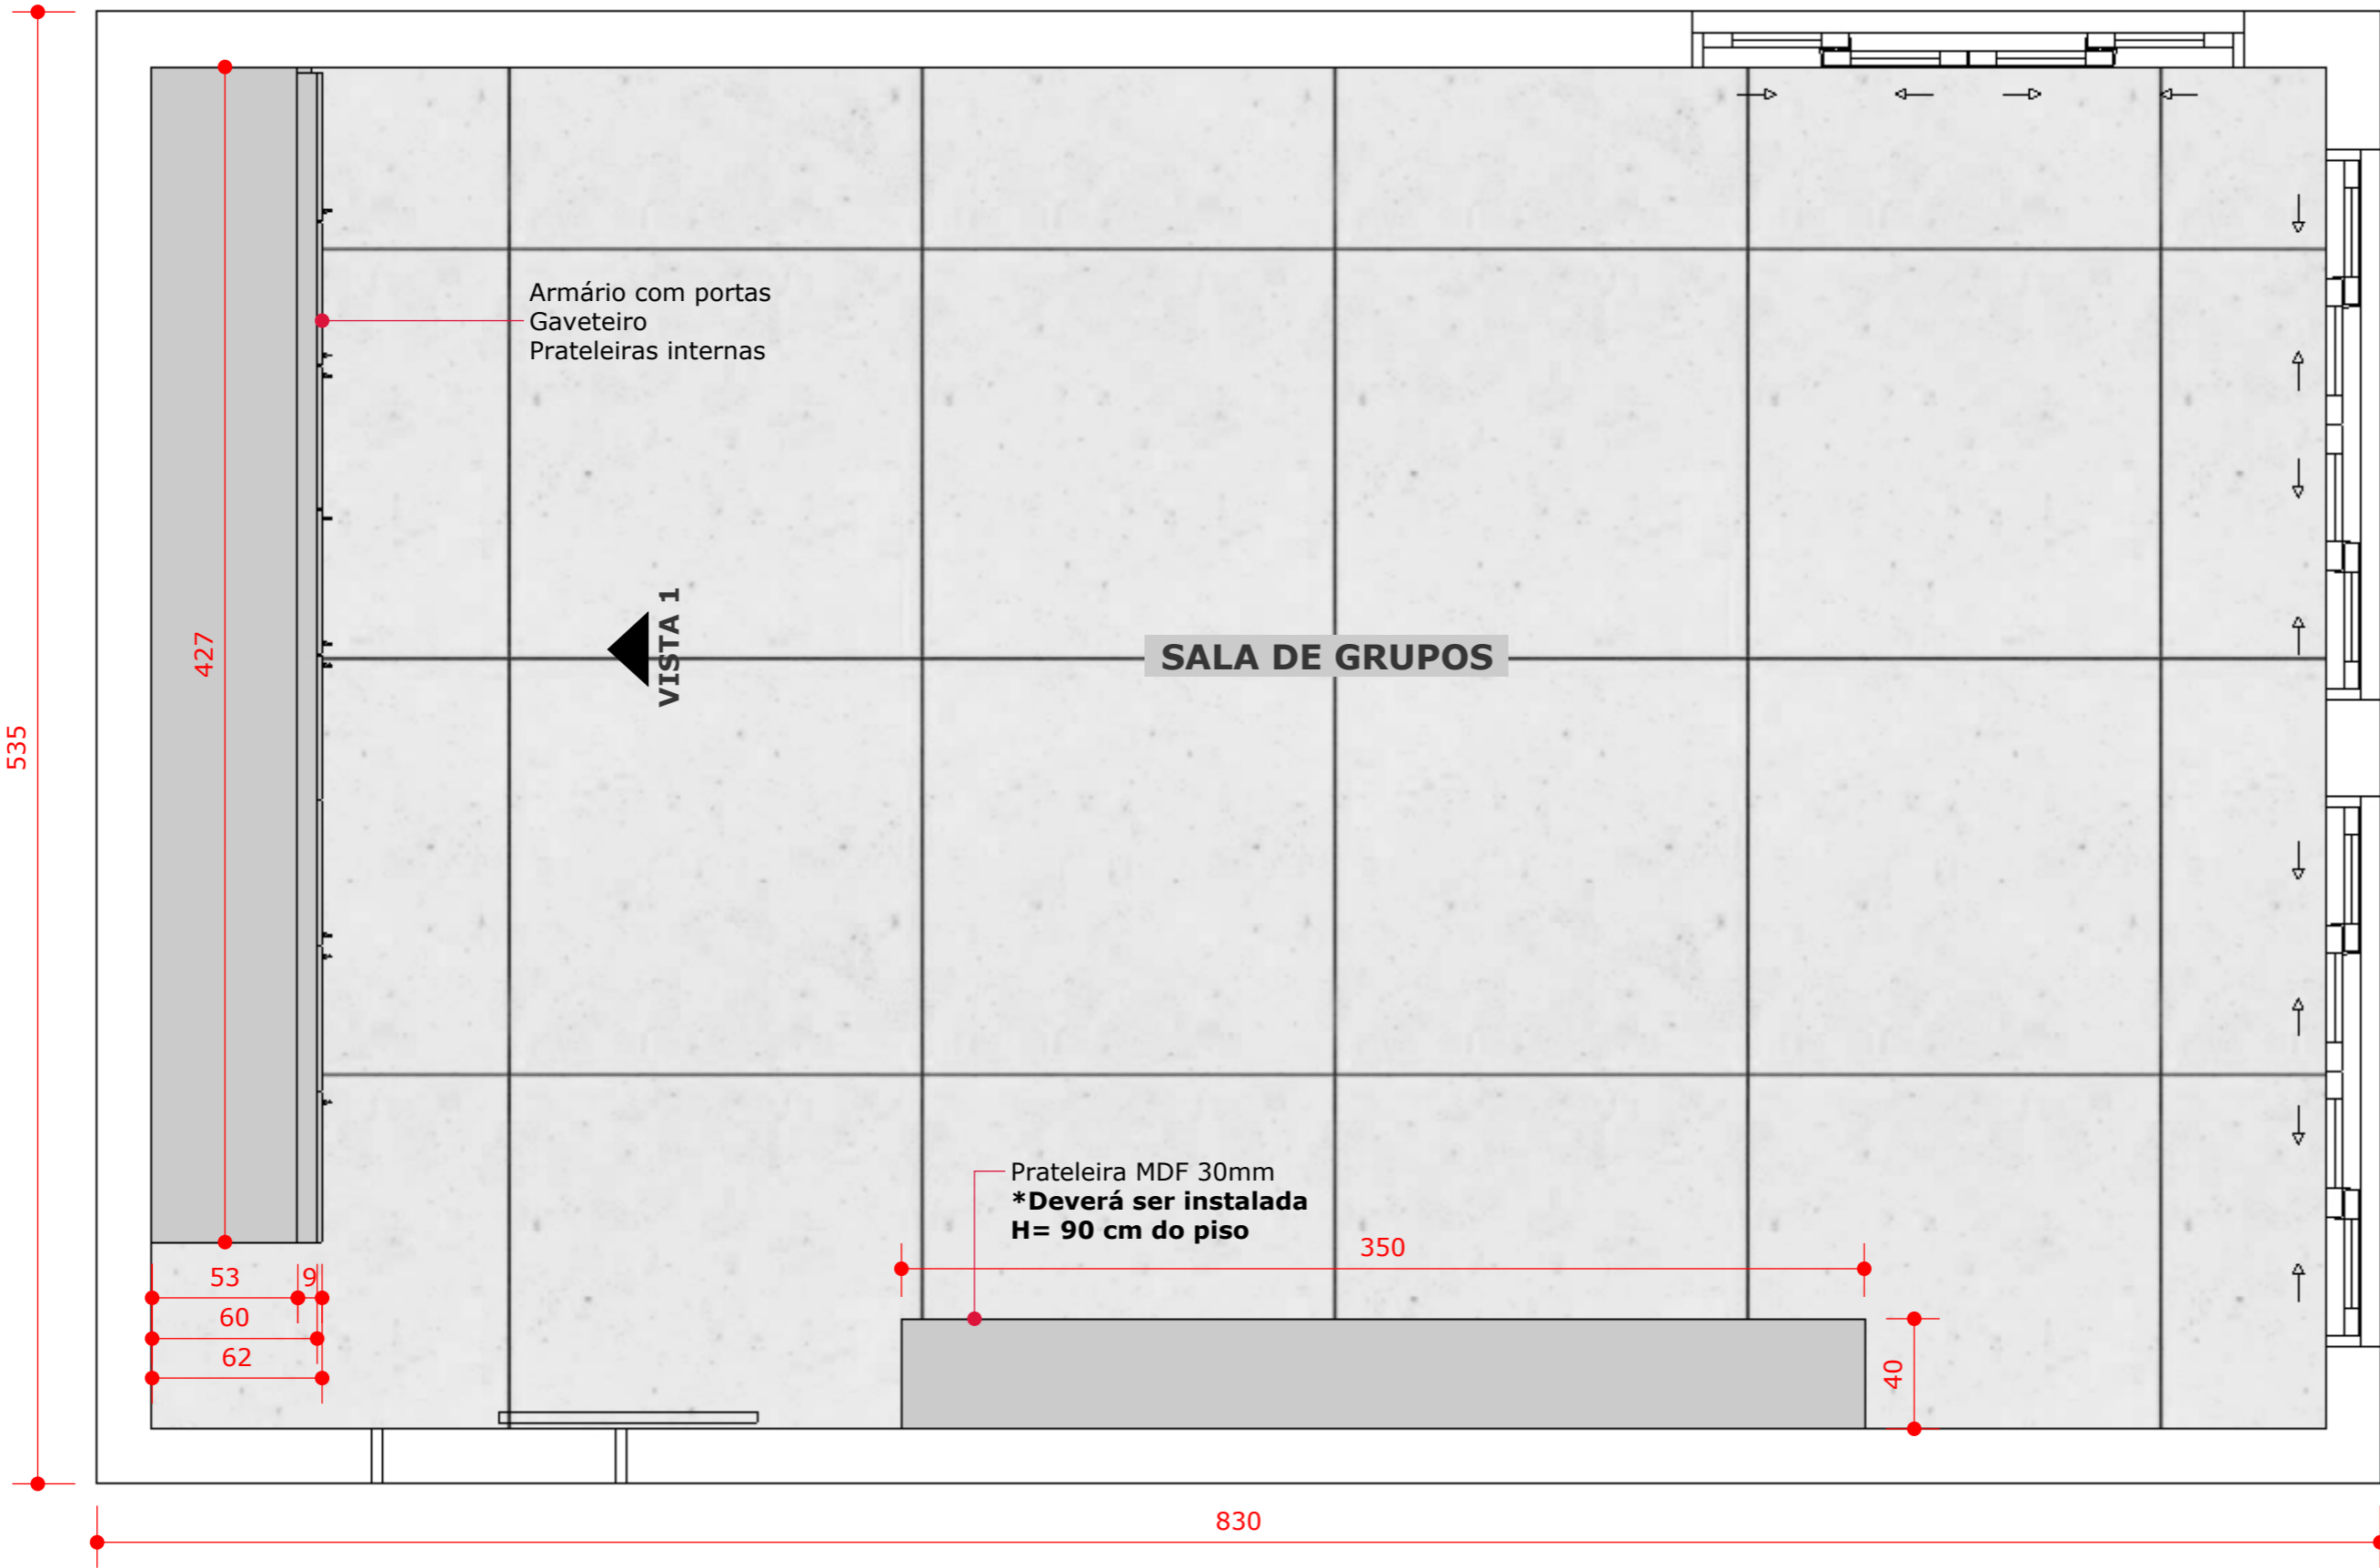 Armário com portas
Gaveteiro
Prateleiras internas
427
VISTA 1
SALA DE GRUPOS
535
Prateleira MDF 30mm
*Deverá ser instalada
H= 90 cm do piso
350
53
9
60
62
40
830